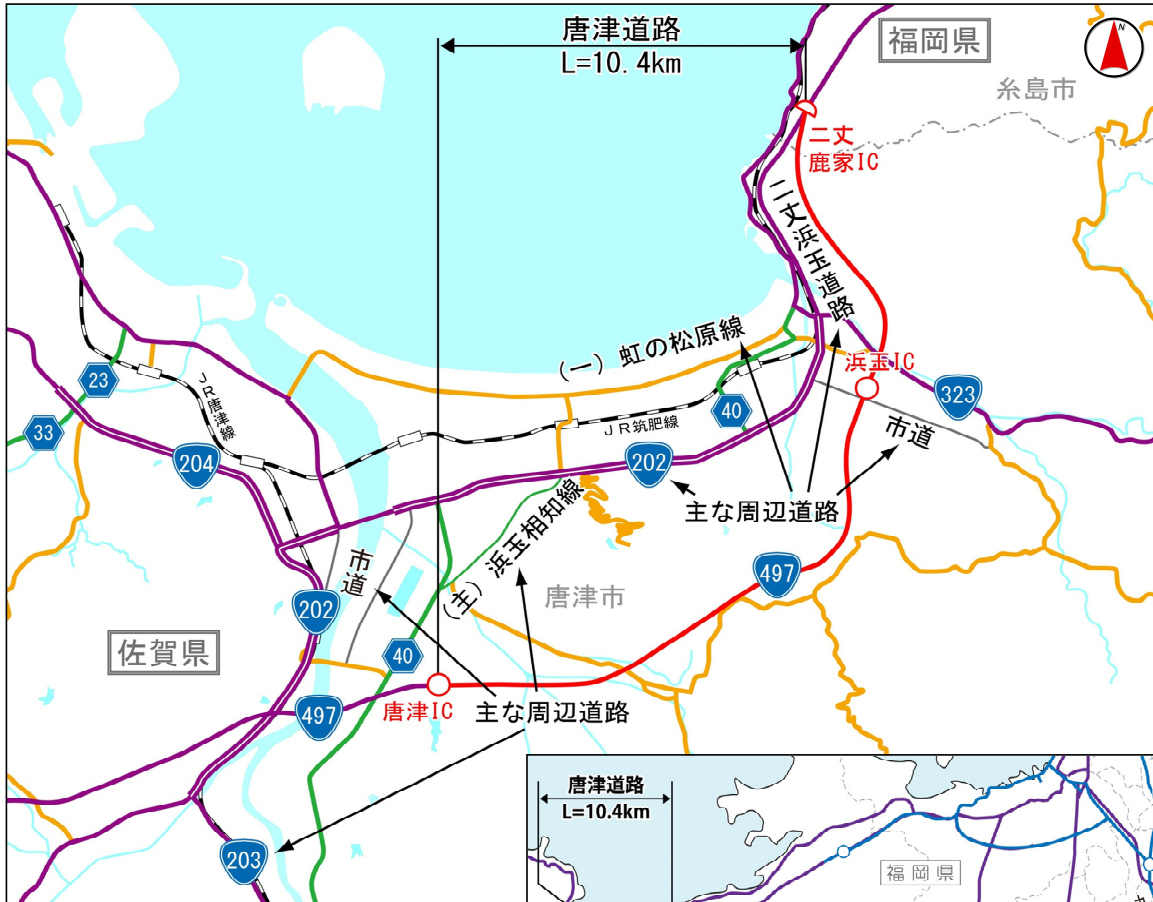 唐津道路
L=10.4km
福岡県
N
糸島市
二丈
鹿家IC
二丈浜玉道路
(一)虹の松原線
浜玉IC
23
33
JR唐津線
204
40
JR筑肥線
202
323
市道
主な周辺道路
(主)浜玉相知線
497
市道
202
唐津市
佐賀県
40
497
唐津IC
主な周辺道路
203
唐津道路
L=10.4km
福岡県